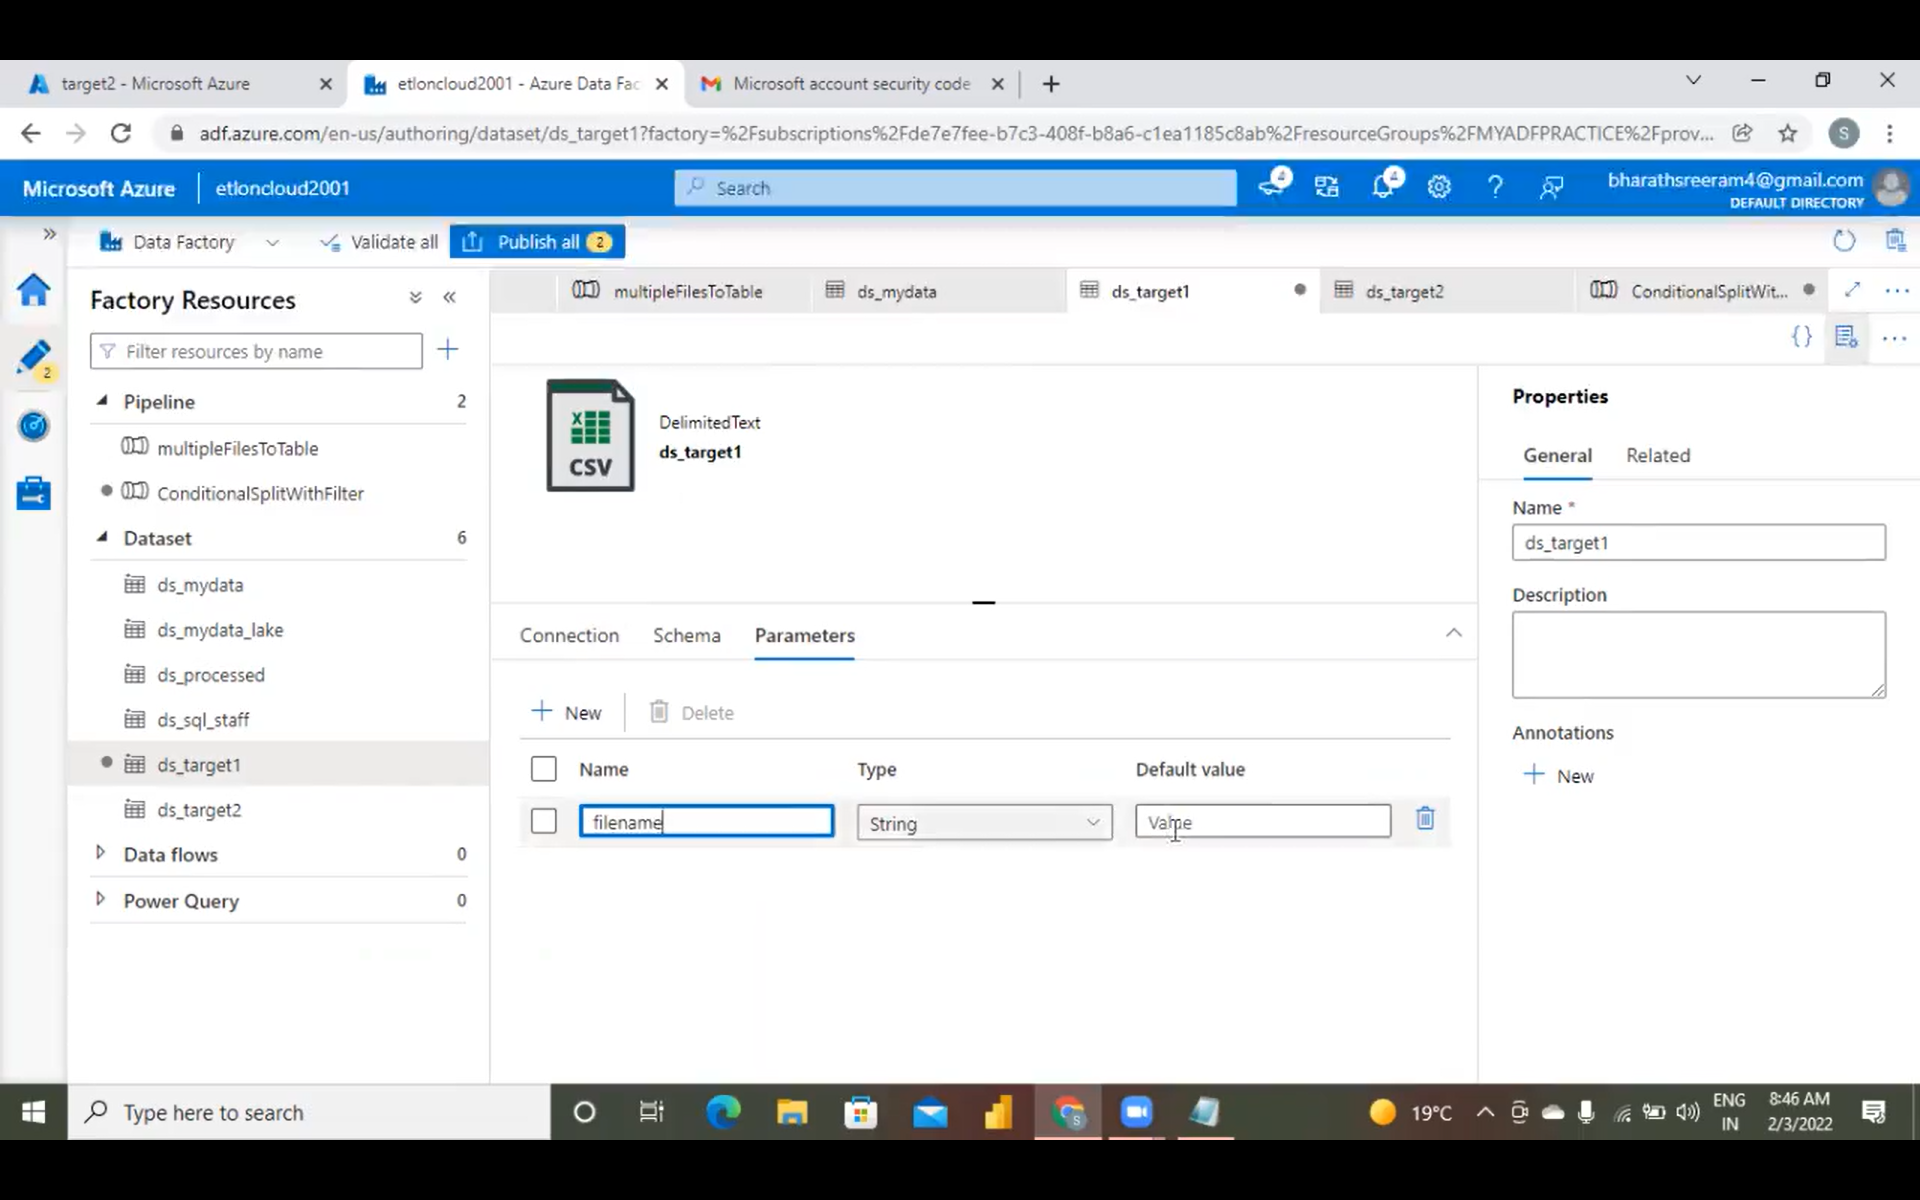 target2 - Microsoft Azure
etloncloud2001 - Azure Data Fac
Microsoft account security code
adf.azure.com/en-us/authoring/dataset/ds_target1?factory=%2Fsubscriptions%2Fde7e7fee-b7c3-408f-b8a6-c1ea1185c8ab%2FresourceGroups%2FMYADFPRACTICE%2Fprov...
S
Microsoft Azure
etloncloud2001
Search
4
4
bharathsreeram4@gmail.com
DEFAULT DIRECTORY
Data Factory
Validate all
Publish all 2
Factory Resources
multipleFilesToTable
ds_mydata
ds_target1
ds_target2
ConditionalSplitWit...
Filter resources by name
2
Pipeline 2
multipleFilesToTable
ConditionalSplitWithFilter
Dataset 6
ds_mydata
ds_mydata_lake
ds_processed
ds_sql_staff
ds_target1
ds_target2
Data flows 0
Power Query 0
X
CSV
DelimitedText
ds_target1
Connection
Schema
Parameters
New
Delete
Name
Type
Default value
filename
String
Value
Properties
General
Related
Name *
ds_target1
Description
Annotations
New
Type here to search
S
19°C
ENG
IN
8:46 AM
2/3/2022